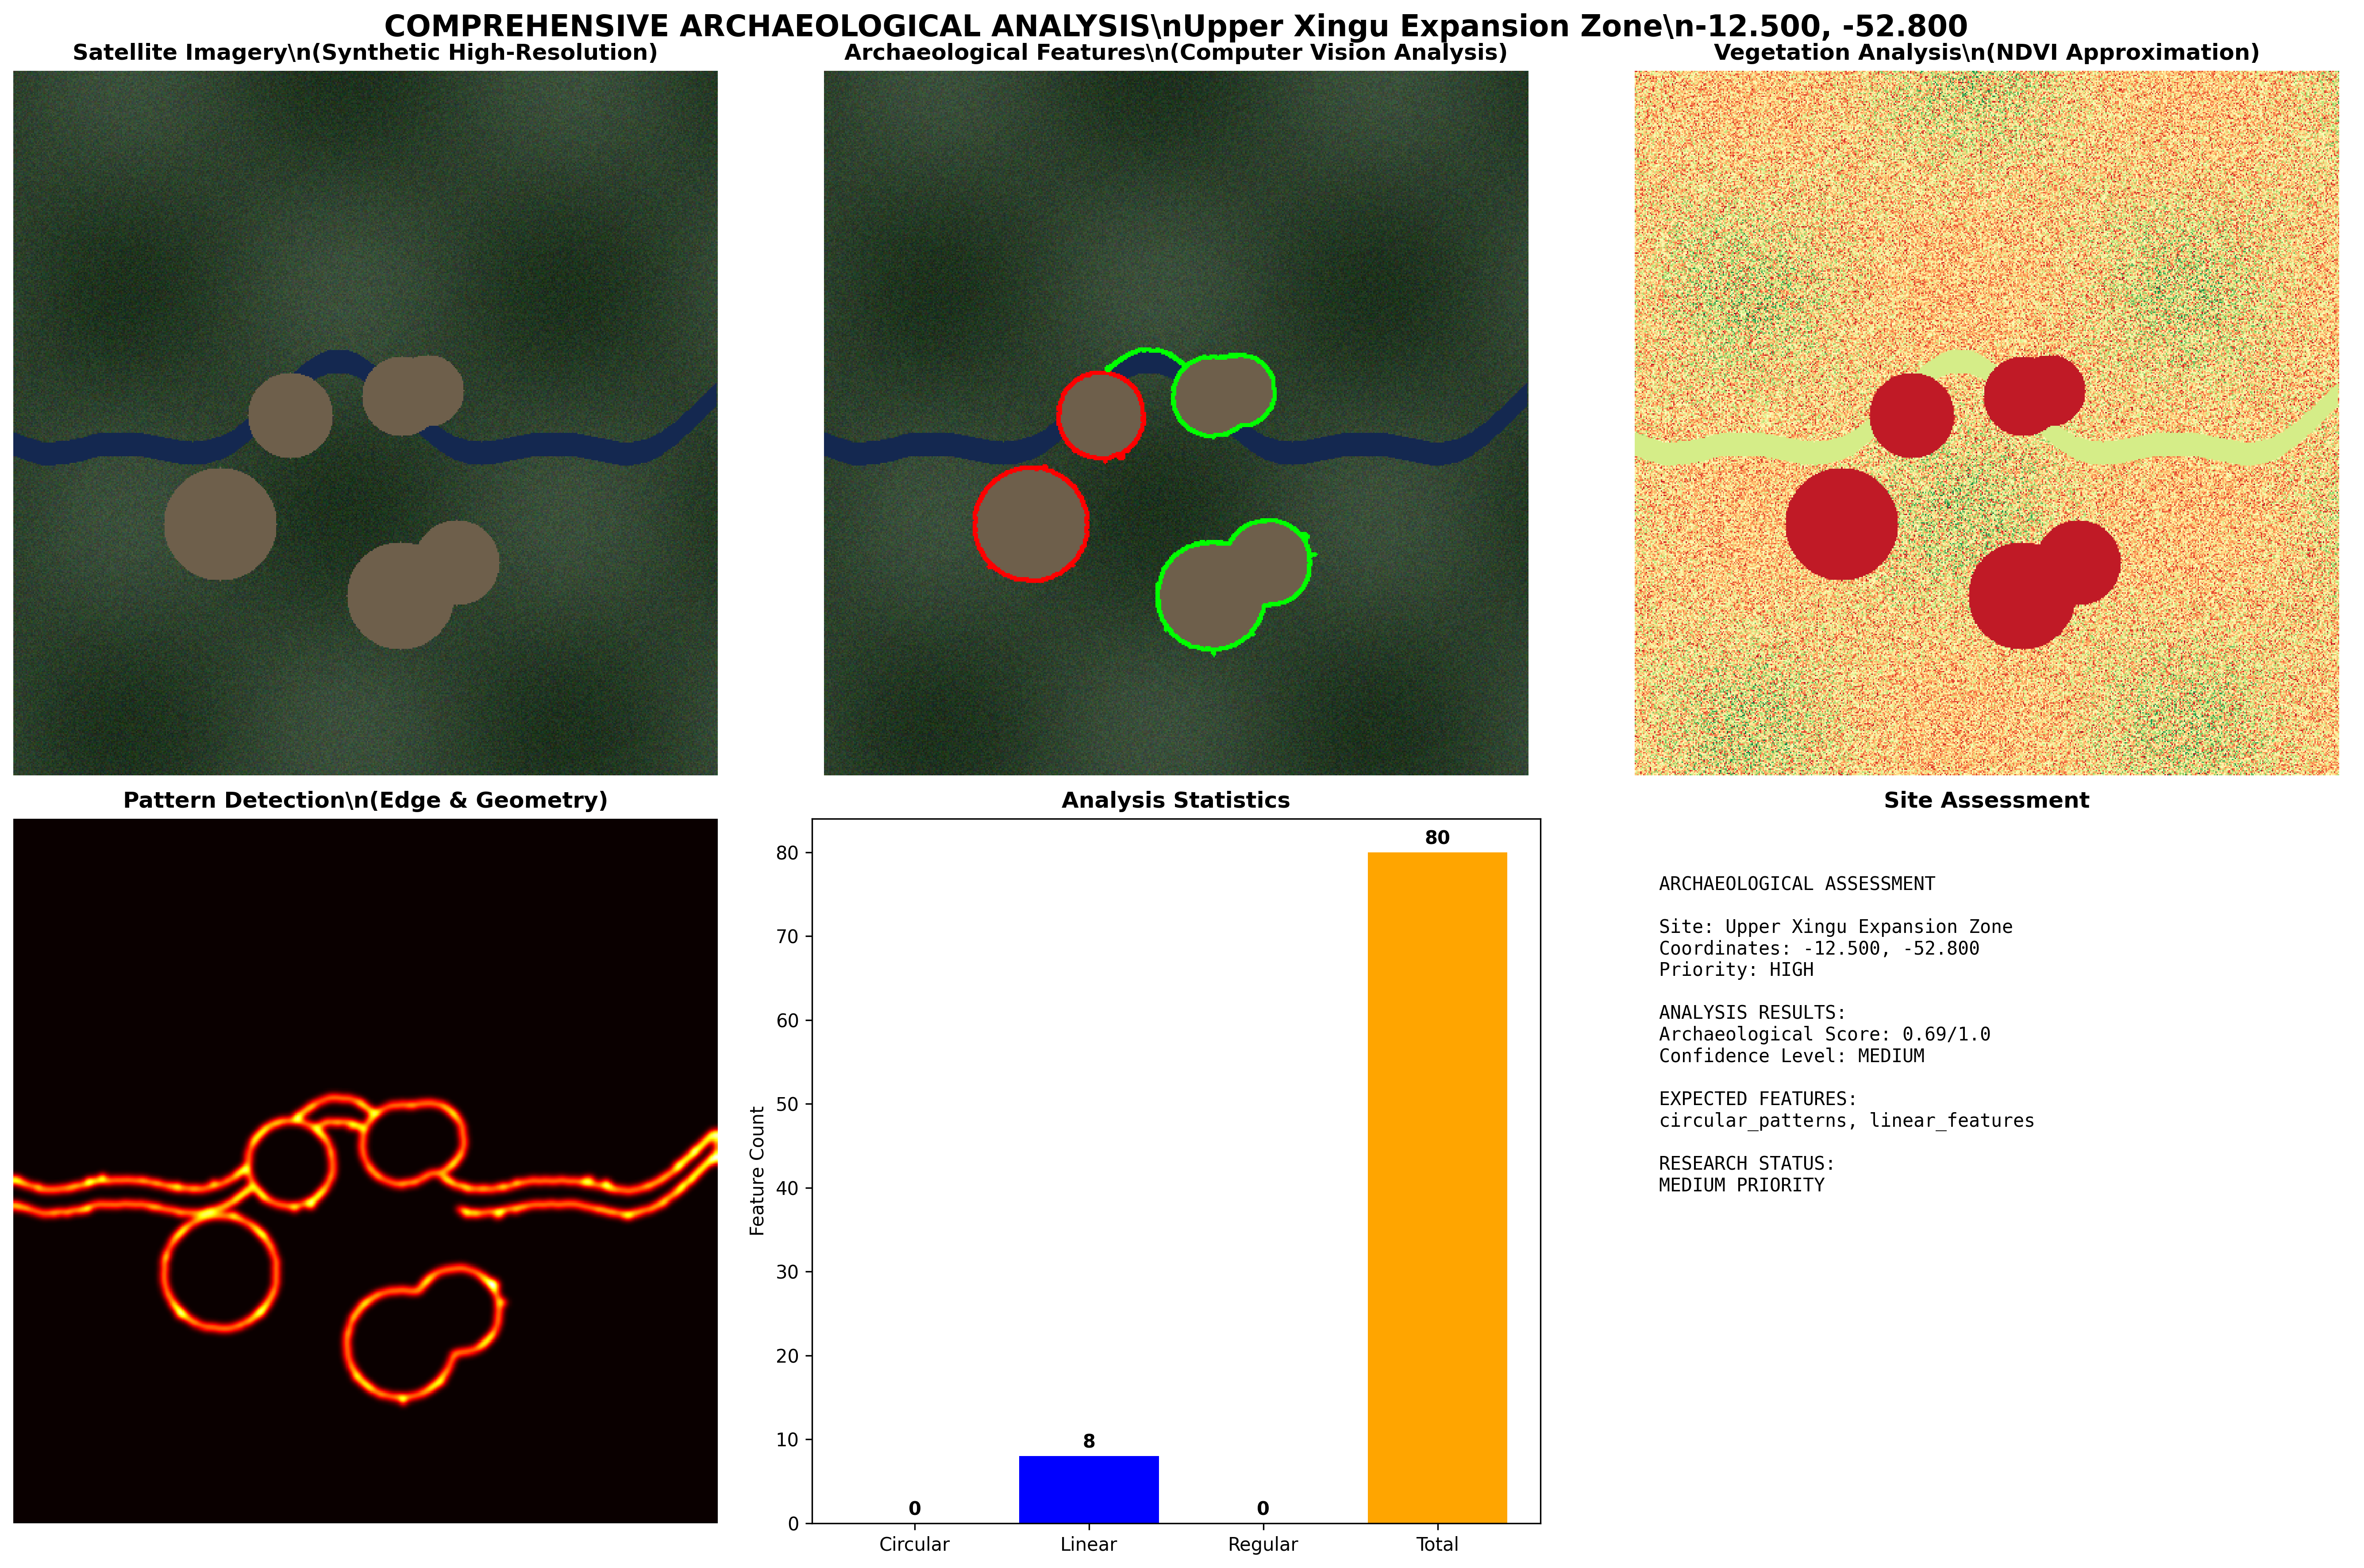 COMPREHENSIVE ARCHAEOLOGICAL ANALYSIS\nUpper Xingu Expansion Zone\n-12.500, -52.800
Satellite Imagery\n(Synthetic High-Resolution)
Archaeological Features\n(Computer Vision Analysis)
Vegetation Analysis\n(NDVI Approximation)
Pattern Detection\n(Edge & Geometry)
Analysis Statistics
Feature Count
80
70
60
50
40
30
20
10
0
0
8
0
80
Circular
Linear
Regular
Total
Site Assessment
ARCHAEOLOGICAL ASSESSMENT
Site: Upper Xingu Expansion Zone
Coordinates: -12.500, -52.800
Priority: HIGH
ANALYSIS RESULTS:
Archaeological Score: 0.69/1.0
Confidence Level: MEDIUM
EXPECTED FEATURES:
circular_patterns, linear_features
RESEARCH STATUS:
MEDIUM PRIORITY